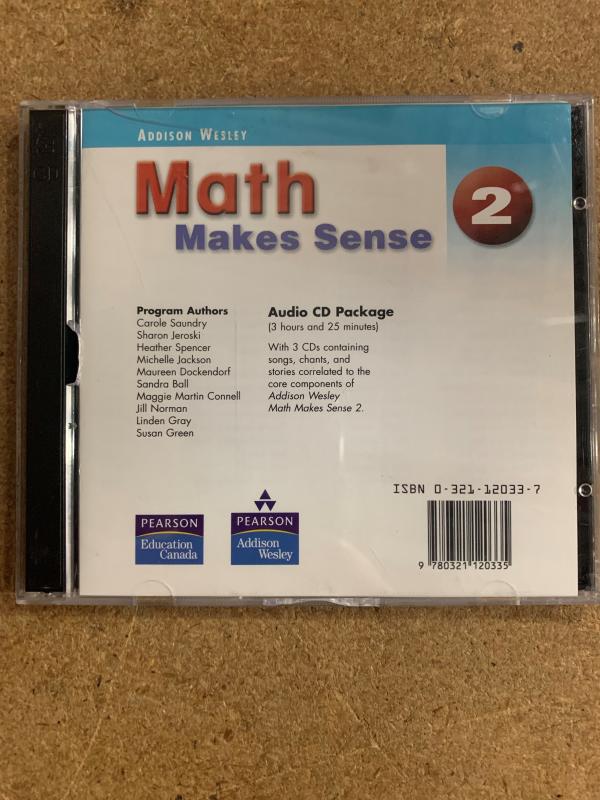 ADDISON WESLEY
Math
Makes Sense
2
Program Authors
Carole Saundry
Sharon Jeroski
Heather Spencer
Michelle Jackson
Maureen Dockendorf
Sandra Ball
Maggie Martin Connell
Jill Norman
Linden Gray
Susan Green
Audio CD Package
(3 hours and 25 minutes)
With 3 CDs containing
songs, chants, and
stories correlated to the
core components of
Addison Wesley
Math Makes Sense 2.
ISBN 0-321-12033-7
9 780321 120335
PEARSON
Education
Canada
PEARSON
Addison
Wesley